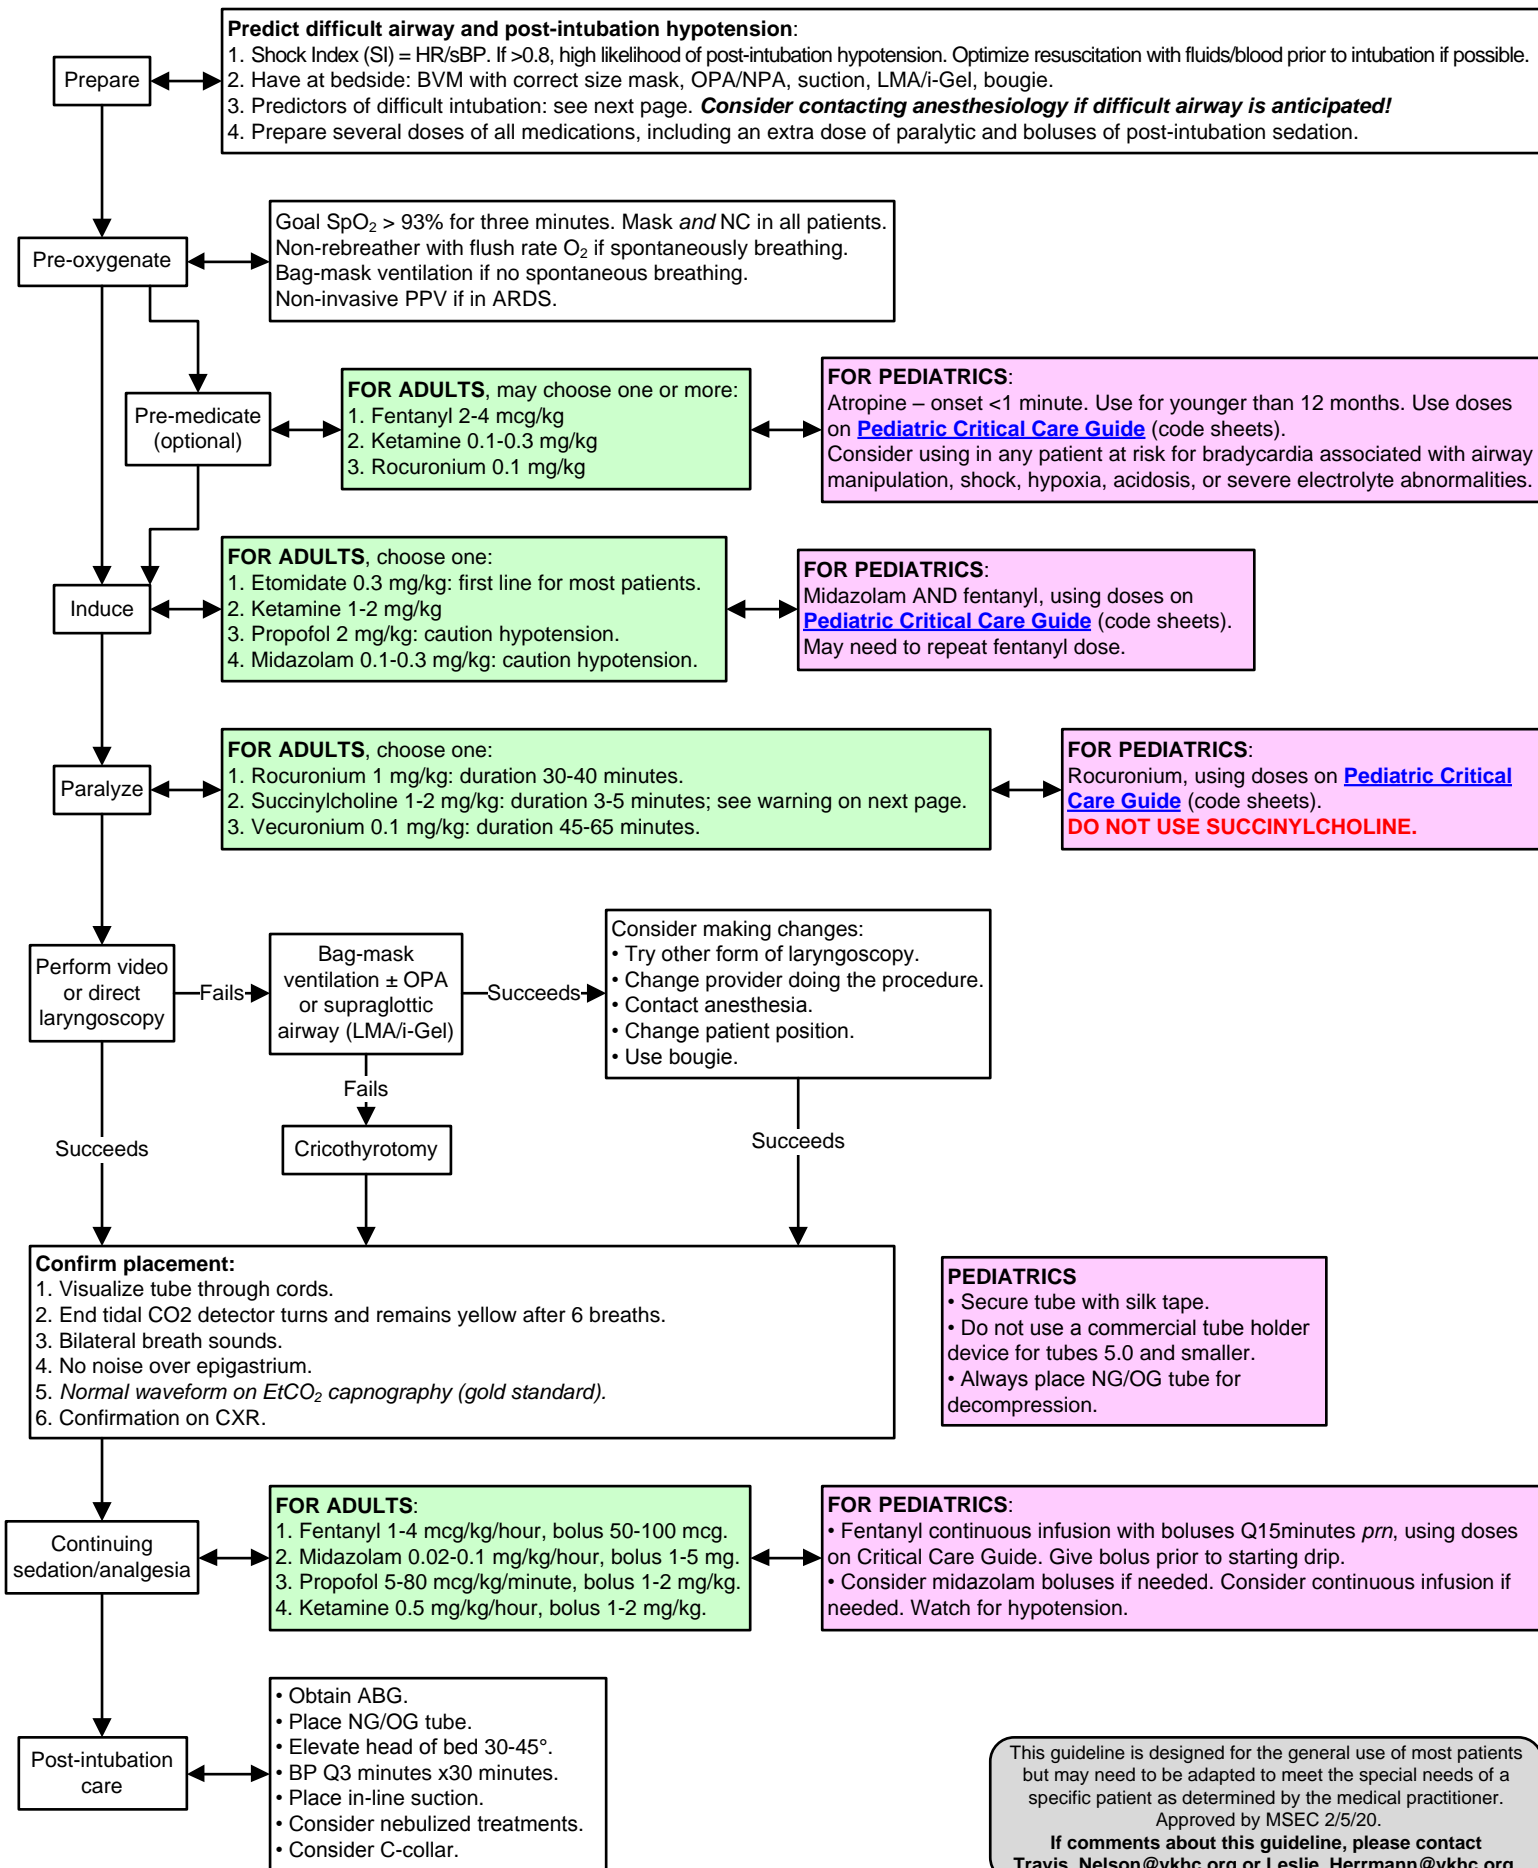 Predict difficult airway and post-intubation hypotension:
1. Shock Index (SI) = HR/sBP. If >0.8, high likelihood of post-intubation hypotension. Optimize resuscitation with fluids/blood prior to intubation if possible.
2. Have at bedside: BVM with correct size mask, OPA/NPA, suction, LMA/i-Gel, bougie.
3. Predictors of difficult intubation: see next page. Consider contacting anesthesiology if difficult airway is anticipated!
4. Prepare several doses of all medications, including an extra dose of paralytic and boluses of post-intubation sedation.
Prepare
Goal SpO₂ > 93% for three minutes. Mask and NC in all patients.
Non-rebreather with flush rate O₂ if spontaneously breathing.
Bag-mask ventilation if no spontaneous breathing.
Non-invasive PPV if in ARDS.
Pre-oxygenate
Pre-medicate
(optional)
FOR ADULTS, may choose one or more:
1. Fentanyl 2-4 mcg/kg
2. Ketamine 0.1-0.3 mg/kg
3. Rocuronium 0.1 mg/kg
FOR PEDIATRICS:
Atropine – onset <1 minute. Use for younger than 12 months. Use doses
on Pediatric Critical Care Guide (code sheets).
Consider using in any patient at risk for bradycardia associated with airway
manipulation, shock, hypoxia, acidosis, or severe electrolyte abnormalities.
Induce
FOR ADULTS, choose one:
1. Etomidate 0.3 mg/kg: first line for most patients.
2. Ketamine 1-2 mg/kg
3. Propofol 2 mg/kg: caution hypotension.
4. Midazolam 0.1-0.3 mg/kg: caution hypotension.
FOR PEDIATRICS:
Midazolam AND fentanyl, using doses on
Pediatric Critical Care Guide (code sheets).
May need to repeat fentanyl dose.
Paralyze
FOR ADULTS, choose one:
1. Rocuronium 1 mg/kg: duration 30-40 minutes.
2. Succinylcholine 1-2 mg/kg: duration 3-5 minutes; see warning on next page.
3. Vecuronium 0.1 mg/kg: duration 45-65 minutes.
FOR PEDIATRICS:
Rocuronium, using doses on Pediatric Critical
Care Guide (code sheets).
DO NOT USE SUCCINYLCHOLINE.
Perform video
or direct
laryngoscopy
Fails
Bag-mask
ventilation ± OPA
or supraglottic
airway (LMA/i-Gel)
Succeeds
Consider making changes:
• Try other form of laryngoscopy.
• Change provider doing the procedure.
• Contact anesthesia.
• Change patient position.
• Use bougie.
Fails
Succeeds
Cricothyrotomy
Succeeds
Confirm placement:
1. Visualize tube through cords.
2. End tidal CO2 detector turns and remains yellow after 6 breaths.
3. Bilateral breath sounds.
4. No noise over epigastrium.
5. Normal waveform on EtCO₂ capnography (gold standard).
6. Confirmation on CXR.
PEDIATRICS
• Secure tube with silk tape.
• Do not use a commercial tube holder
device for tubes 5.0 and smaller.
• Always place NG/OG tube for
decompression.
Continuing
sedation/analgesia
FOR ADULTS:
1. Fentanyl 1-4 mcg/kg/hour, bolus 50-100 mcg.
2. Midazolam 0.02-0.1 mg/kg/hour, bolus 1-5 mg.
3. Propofol 5-80 mcg/kg/minute, bolus 1-2 mg/kg.
4. Ketamine 0.5 mg/kg/hour, bolus 1-2 mg/kg.
FOR PEDIATRICS:
• Fentanyl continuous infusion with boluses Q15minutes prn, using doses
on Critical Care Guide. Give bolus prior to starting drip.
• Consider midazolam boluses if needed. Consider continuous infusion if
needed. Watch for hypotension.
Post-intubation
care
• Obtain ABG.
• Place NG/OG tube.
• Elevate head of bed 30-45°.
• BP Q3 minutes x30 minutes.
• Place in-line suction.
• Consider nebulized treatments.
• Consider C-collar.
This guideline is designed for the general use of most patients
but may need to be adapted to meet the special needs of a
specific patient as determined by the medical practitioner.
Approved by MSEC 2/5/20.
If comments about this guideline, please contact
Travis_Nelson@ykhc.org or Leslie_Herrmann@ykhc.org